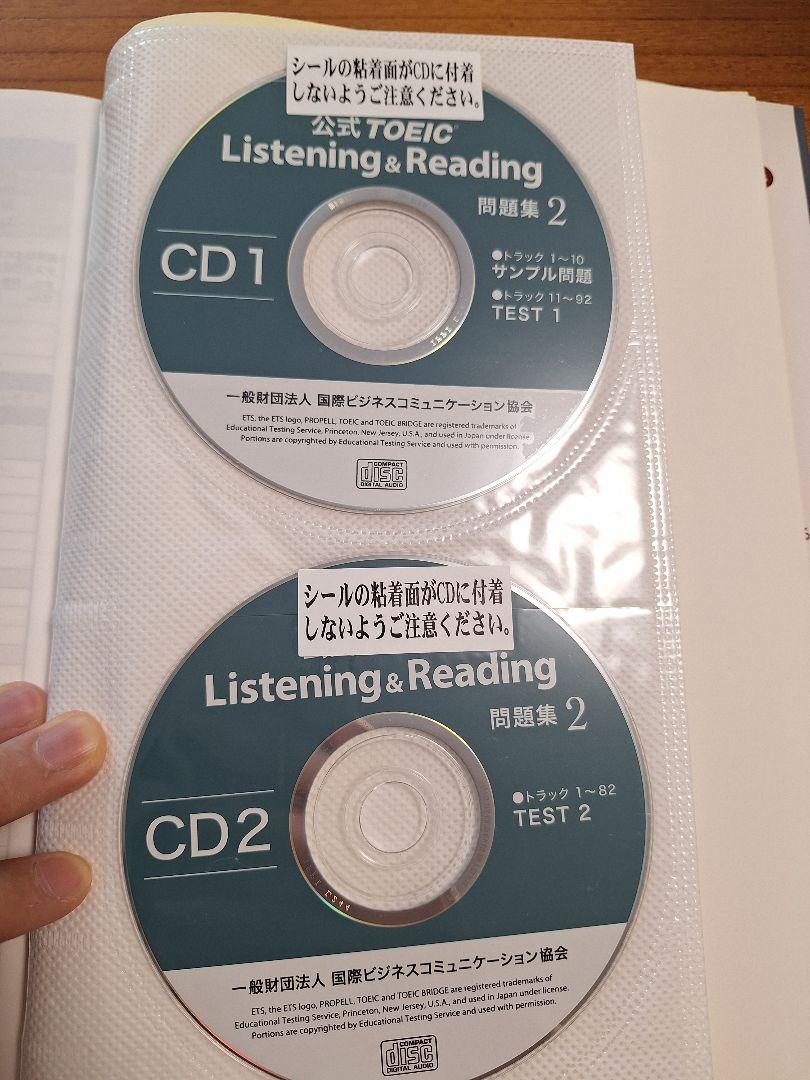 シールの粘着面がCDに付着
しないようご注意ください。
公式 TOEIC®
Listening & Reading
問題集 2
CD 1
●トラック 1〜10
サンプル問題
●トラック 11〜92
TEST 1
一般財団法人 国際ビジネスコミュニケーション協会
ETS, the ETS logo, PROPELL, TOEIC and TOEIC BRIDGE are registered trademarks of
Educational Testing Service, Princeton, New Jersey, U.S.A., and used in Japan under license.
Portions are copyrighted by Educational Testing Service and used with permission.
COMPACT
disc
DIGITAL AUDIO
シールの粘着面がCDに付着
しないようご注意ください。
Listening & Reading
問題集 2
CD 2
●トラック 1〜82
TEST 2
一般財団法人 国際ビジネスコミュニケーション協会
ETS, the ETS logo, PROPELL, TOEIC and TOEIC BRIDGE are registered trademarks of
Educational Testing Service, Princeton, New Jersey, U.S.A., and used in Japan under license.
Portions are copyrighted by Educational Testing Service and used with permission.
COMPACT
disc
DIGITAL AUDIO